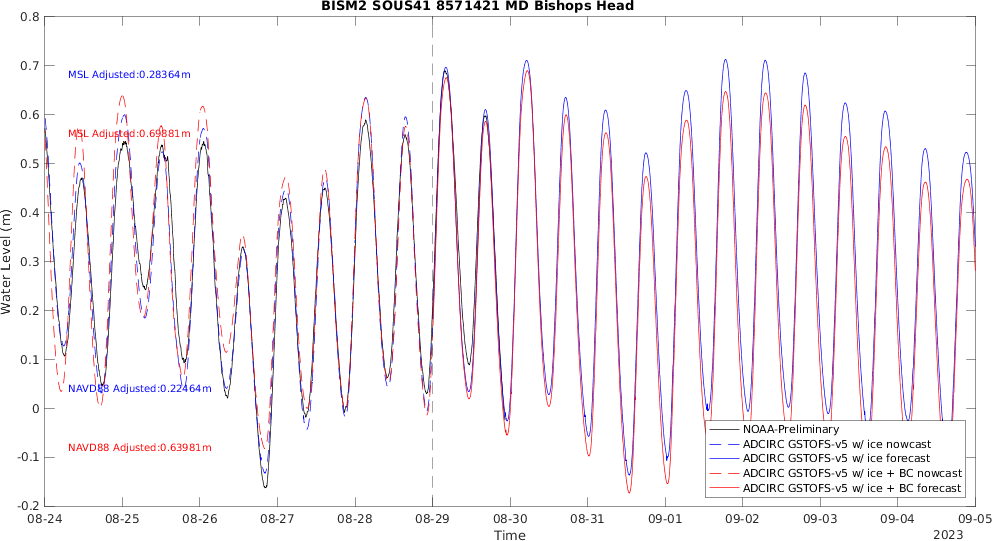 BISM2 SOUS41 8571421 MD Bishops Head
0.8
0.7
0.6
0.5
0.4
0.3
0.2
0.1
0
-0.1
-0.2
Water Level (m)
MSL Adjusted:0.28364m
MSL Adjusted:0.69881m
NAVD88 Adjusted:0.22464m
NAVD88 Adjusted:0.63981m
NOAA-Preliminary
ADCIRC GSTOFS-v5 w/ ice nowcast
ADCIRC GSTOFS-v5 w/ ice forecast
ADCIRC GSTOFS-v5 w/ ice + BC nowcast
ADCIRC GSTOFS-v5 w/ ice + BC forecast
08-24 08-25 08-26 08-27 08-28 08-29 08-30 08-31 09-01 09-02 09-03 09-04 09-05
Time
2023